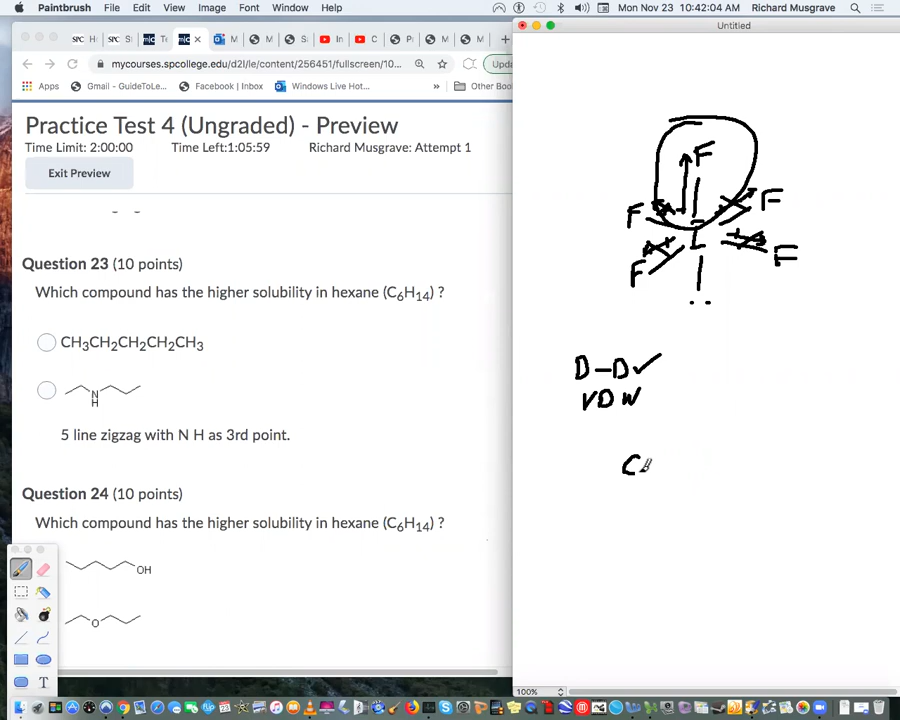 Paintbrush File Edit View Image Font Window Help Mon Nov 23 10:42:04 AM Richard Musgrave
Untitled
mycourses.spcollege.edu/d2l/le/content/256451/fullscreen/10...
Apps Gmail - GuideToLe... Facebook | Inbox Windows Live Hot... » Other Boo
Practice Test 4 (Ungraded) - Preview
Time Limit: 2:00:00 Time Left:1:05:59 Richard Musgrave: Attempt 1
Exit Preview
Question 23 (10 points)
Which compound has the higher solubility in hexane (C6H14) ?
CH3CH2CH2CH2CH3
N
H
5 line zigzag with N H as 3rd point.
Question 24 (10 points)
Which compound has the higher solubility in hexane (C6H14) ?
OH
O
T
F
F F
I
F F
D-D✓
VDW
C
100%